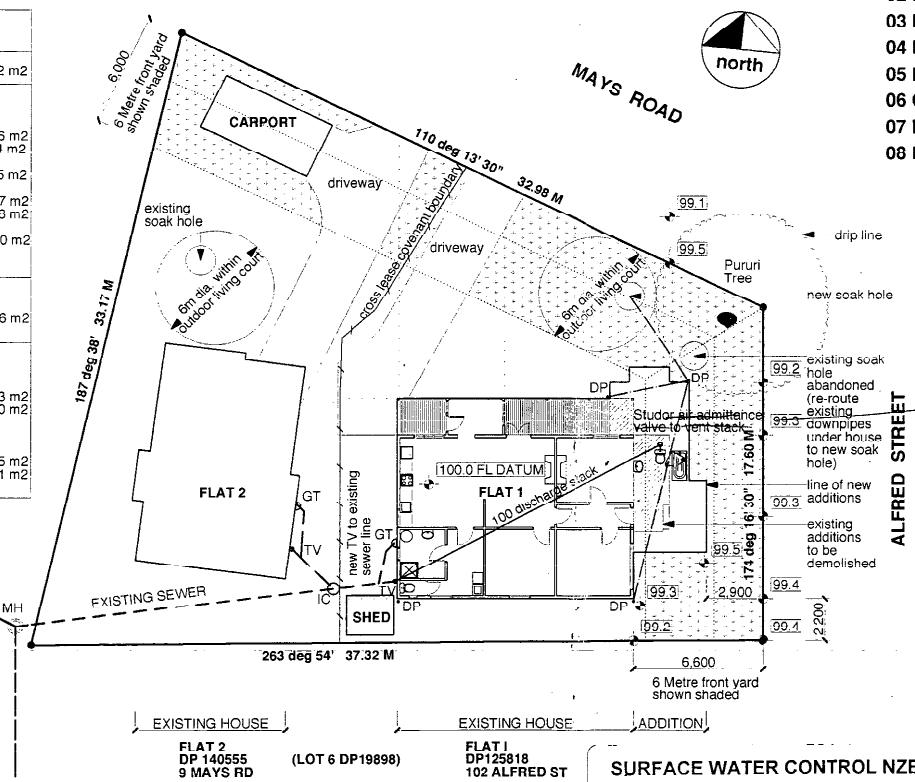 2 m2
6 m2
5 m2
7 m2
0 m2
6 m2
3 m2
0 m2
5 m2
1 m2
03
04
05
06
07
08
north
MAYS ROAD
6,000
6 Metre front yard
shown shaded
CARPORT
110 deg 13' 30"
32.98 M
driveway
driveway
cross lease covenant boundary
existing
soak hole
6m dia. within
outdoor living court
6m dia. within
outdoor living court
99.1
99.5
drip line
Pururi
Tree
new soak hole
187 deg 38' 33.17 M
existing soak
hole
abandoned
(re-route
existing
downpipes
under house
to new soak
hole)
99.2
99.3
DP
DP
Studor air admittance
valve to vent stack
174 deg 16' 30" 17.60 M
ALFRED STREET
100.0 FL DATUM
FLAT 2
FLAT 1
100 discharge stack
GT
GT
TV
TV
new TV to existing
sewer line
line of new
additions
99.3
existing
additions
to be
demolished
99.5
99.4
99.3
2,900
2,200
99.2
99.4
EXISTING SEWER
MH
IC
SHED
DP
DP
263 deg 54' 37.32 M
6,600
6 Metre front yard
shown shaded
EXISTING HOUSE
EXISTING HOUSE
ADDITION
FLAT 2
DP 140555
9 MAYS RD
(LOT 6 DP19898)
FLAT I
DP125818
102 ALFRED ST
SURFACE WATER CONTROL NZB